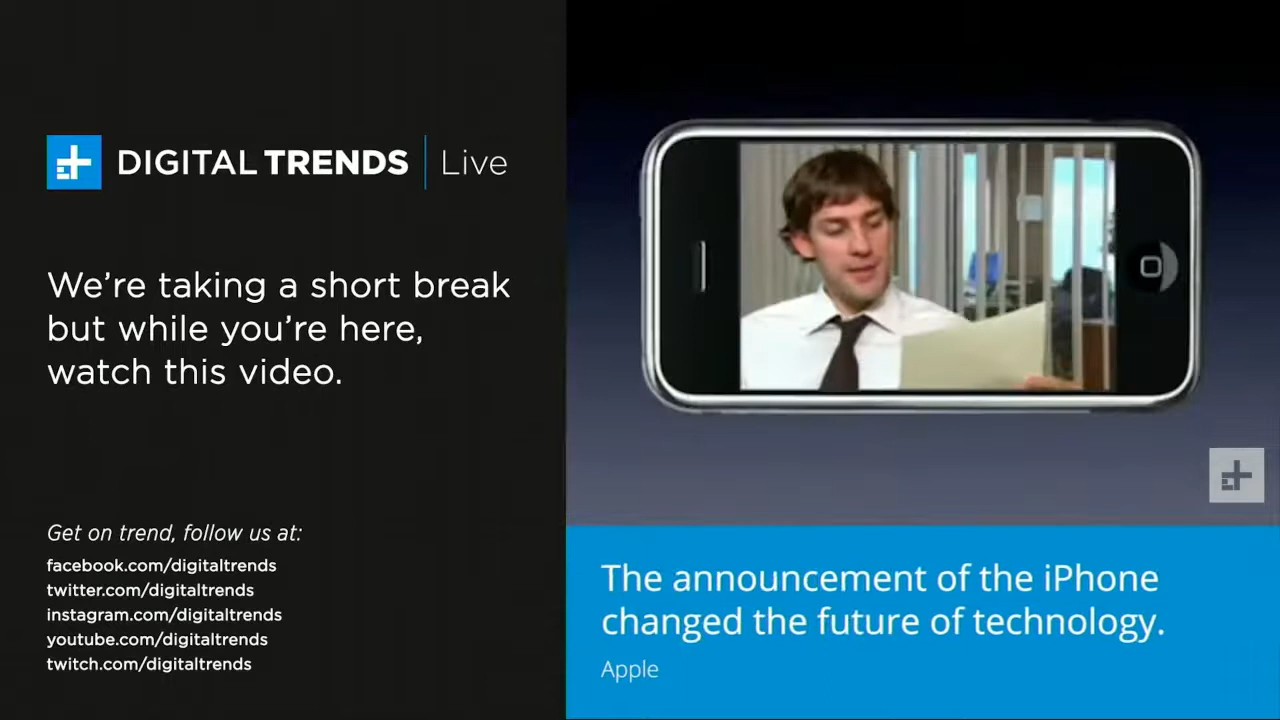 DIGITAL TRENDS Live
We're taking a short break
but while you're here,
watch this video.
Get on trend, follow us at:
facebook.com/digitaltrends
twitter.com/digitaltrends
instagram.com/digitaltrends
youtube.com/digitaltrends
twitch.com/digitaltrends
The announcement of the iPhone
changed the future of technology.
Apple